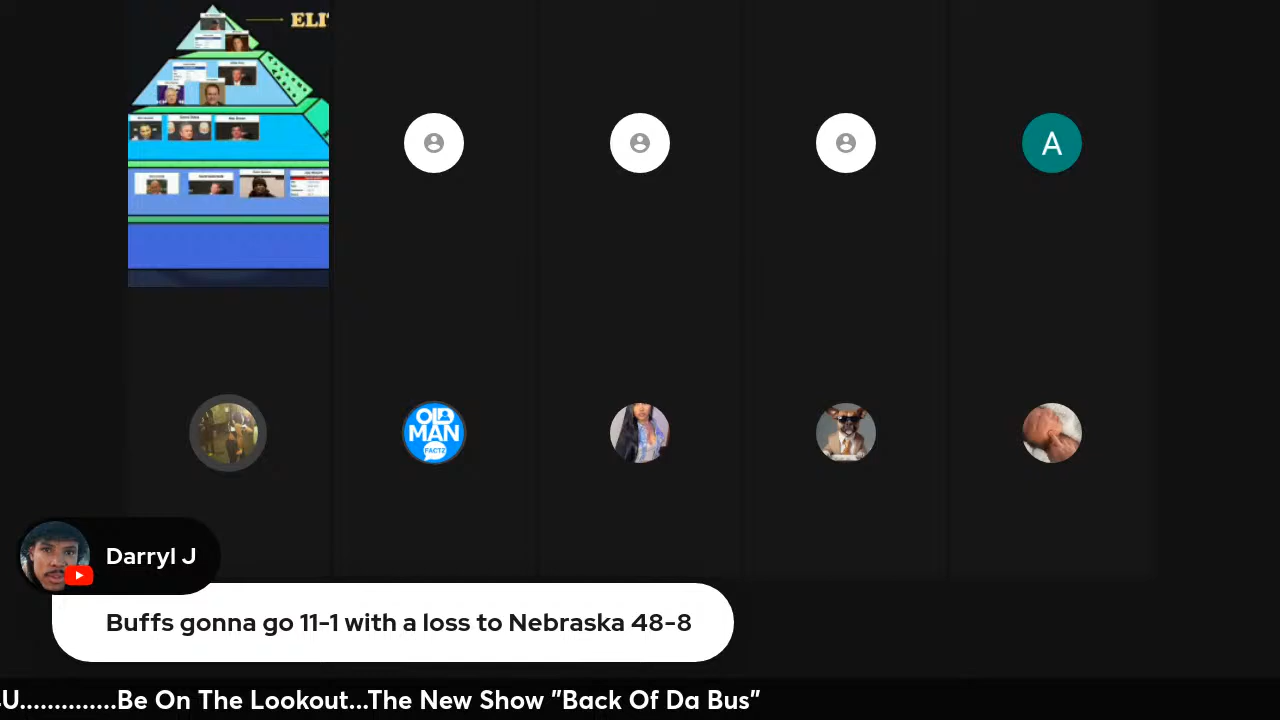 ELI
A
OLD
MAN
FACTZ
Darryl J
Buffs gonna go 11-1 with a loss to Nebraska 48-8
U..............Be On The Lookout...The New Show "Back Of Da Bus"